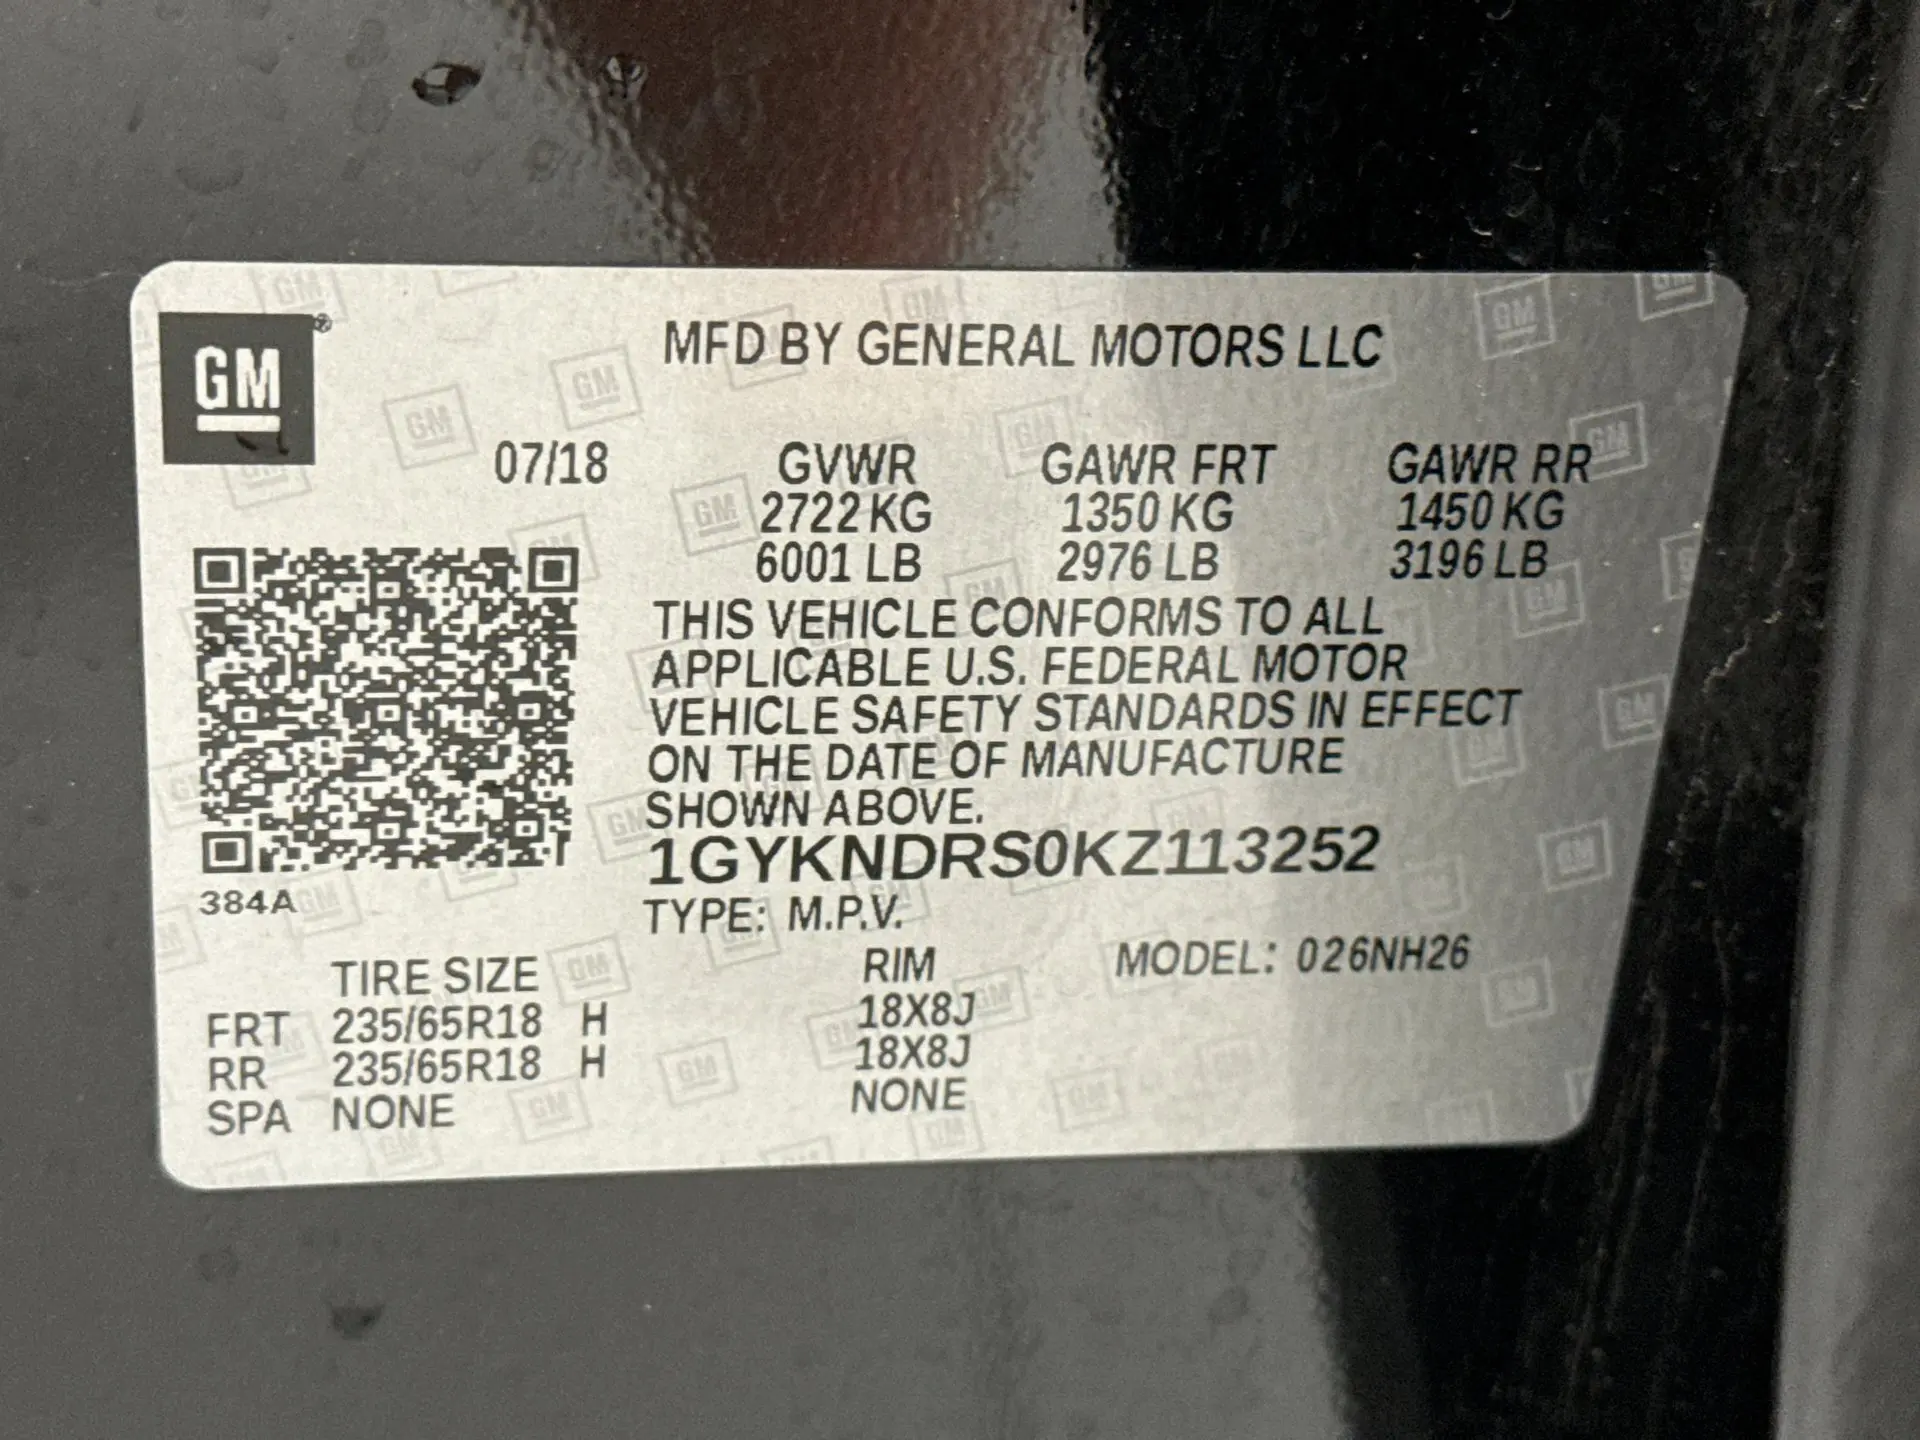 GM
MFD BY GENERAL MOTORS LLC
07/18 GVWR GAWR FRT GAWR RR
2722 KG 1350 KG 1450 KG
6001 LB 2976 LB 3196 LB
THIS VEHICLE CONFORMS TO ALL
APPLICABLE U.S. FEDERAL MOTOR
VEHICLE SAFETY STANDARDS IN EFFECT
ON THE DATE OF MANUFACTURE
SHOWN ABOVE.
1GYKNDRS0KZ113252
384A
TYPE: M.P.V.
TIRE SIZE RIM MODEL: 026NH26
FRT 235/65R18 H 18X8J
RR 235/65R18 H 18X8J
SPA NONE NONE